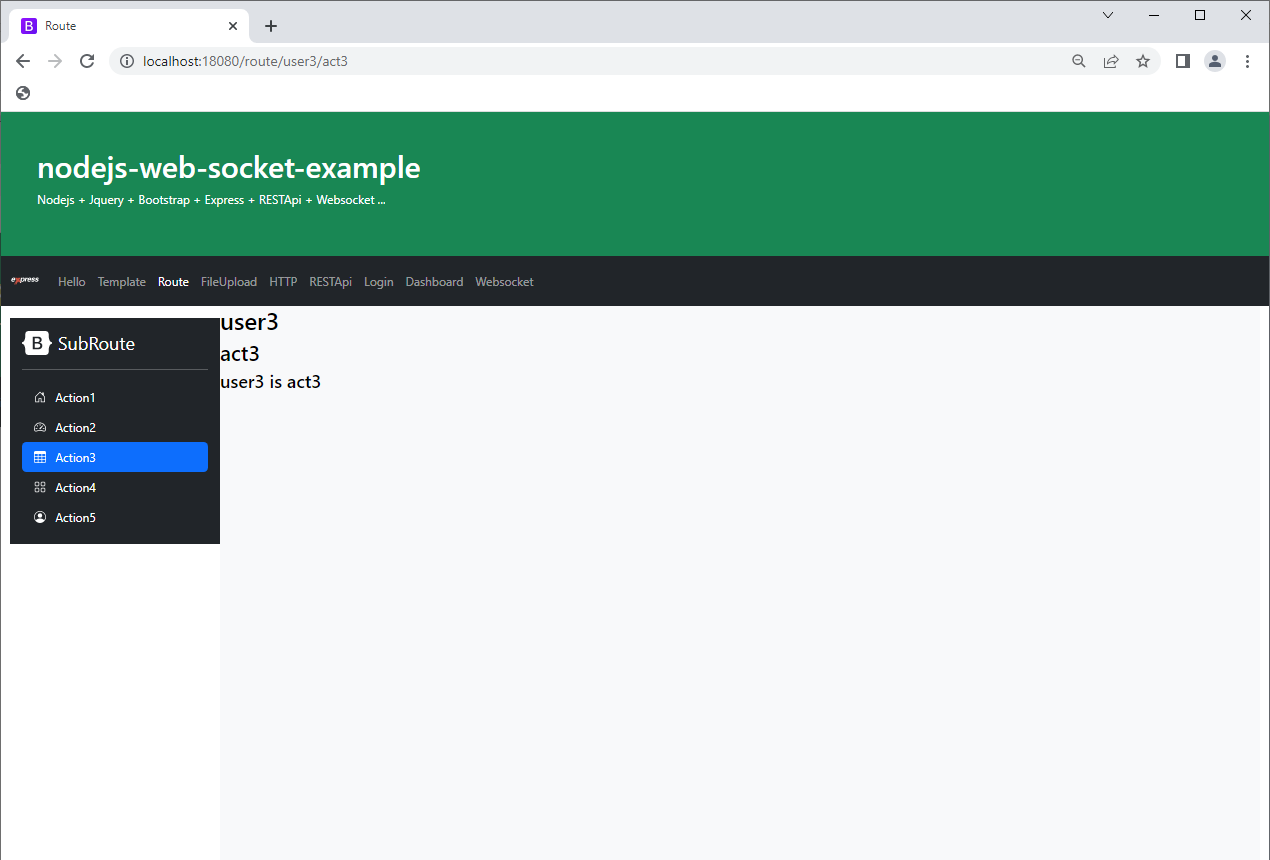 B Route
localhost:18080/route/user3/act3
nodejs-web-socket-example
Nodejs + Jquery + Bootstrap + Express + RESTApi + Websocket ...
express Hello Template Route FileUpload HTTP RESTApi Login Dashboard Websocket
B SubRoute
Action1
Action2
Action3
Action4
Action5
user3
act3
user3 is act3